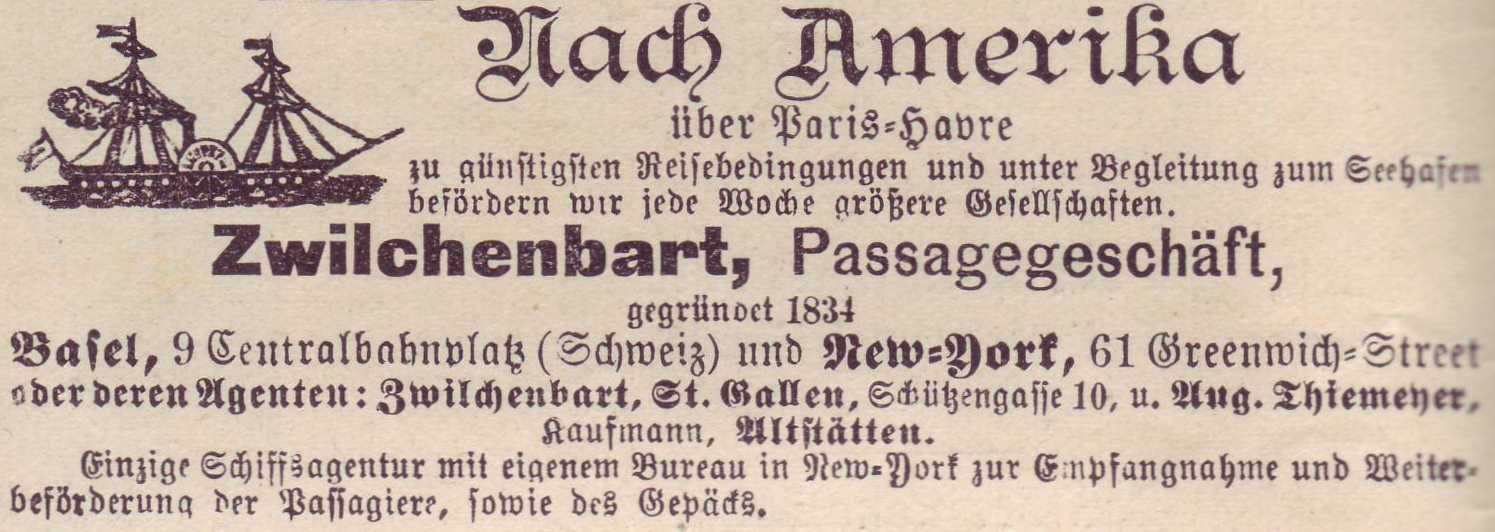 Nach Amerika
über Paris-Havre
zu günstigsten Reisebedingungen und unter Begleitung zum Seehafen
befördern wir jede Woche größere Gesellschaften.
Zwilchenbart, Passagegeschäft,
gegründet 1834
Basel, 9 Centralbahnplatz (Schweiz) und New-York, 61 Greenwich-Street
oder deren Agenten: Zwilchenbart, St. Gallen, Schützengasse 10, u. Aug. Thiemeyer,
Kaufmann, Altstätten.
Einzige Schiffsagentur mit eigenem Bureau in New-York zur Empfangnahme und Weiter-
beförderung der Passagiere, sowie des Gepäcks.